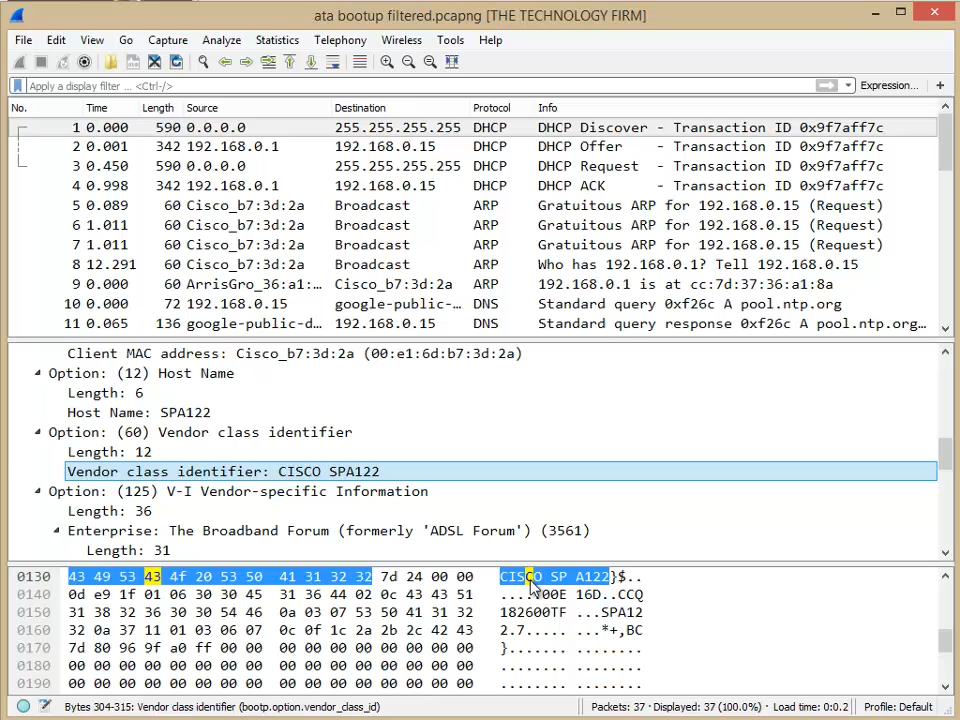 ata bootup filtered.pcapng [THE TECHNOLOGY FIRM]
File Edit View Go Capture Analyze Statistics Telephony Wireless Tools Help
Apply a display filter ... <Ctrl-/> Expression... +
No. Time Length Source Destination Protocol Info
1 0.000 590 0.0.0.0 255.255.255.255 DHCP DHCP Discover - Transaction ID 0x9f7aff7c
2 0.001 342 192.168.0.1 192.168.0.15 DHCP DHCP Offer - Transaction ID 0x9f7aff7c
3 0.450 590 0.0.0.0 255.255.255.255 DHCP DHCP Request - Transaction ID 0x9f7aff7c
4 0.998 342 192.168.0.1 192.168.0.15 DHCP DHCP ACK - Transaction ID 0x9f7aff7c
5 0.089 60 Cisco_b7:3d:2a Broadcast ARP Gratuitous ARP for 192.168.0.15 (Request)
6 1.011 60 Cisco_b7:3d:2a Broadcast ARP Gratuitous ARP for 192.168.0.15 (Request)
7 1.011 60 Cisco_b7:3d:2a Broadcast ARP Gratuitous ARP for 192.168.0.15 (Request)
8 12.291 60 Cisco_b7:3d:2a Broadcast ARP Who has 192.168.0.1? Tell 192.168.0.15
9 0.000 60 ArrisGro_36:a1:… Cisco_b7:3d:2a ARP 192.168.0.1 is at cc:7d:37:36:a1:8a
10 0.000 72 192.168.0.15 google-public-… DNS Standard query 0xf26c A pool.ntp.org
11 0.065 136 google-public-d… 192.168.0.15 DNS Standard query response 0xf26c A pool.ntp.org…
Client MAC address: Cisco_b7:3d:2a (00:e1:6d:b7:3d:2a)
Option: (12) Host Name
Length: 6
Host Name: SPA122
Option: (60) Vendor class identifier
Length: 12
Vendor class identifier: CISCO SPA122
Option: (125) V-I Vendor-specific Information
Length: 36
Enterprise: The Broadband Forum (formerly 'ADSL Forum') (3561)
Length: 31
0130 43 49 53 43 4f 20 53 50 41 31 32 32 7d 24 00 00 CISCO SP A122}$..
0140 0d e9 1f 01 06 30 30 45 31 36 44 02 0c 43 43 51 .....00E 16D..CCQ
0150 31 38 32 36 30 30 54 46 0a 03 07 53 50 41 31 32 182600TF ...SPA12
0160 32 0a 37 11 01 03 06 07 0c 0f 1c 2a 2b 2c 42 43 2.7..... ...*+,BC
0170 7d 80 96 9f a0 ff 00 00 00 00 00 00 00 00 00 00 }....... ........
0180 00 00 00 00 00 00 00 00 00 00 00 00 00 00 00 00 ........ ........
0190 00 00 00 00 00 00 00 00 00 00 00 00 00 00 00 00 ........ ........
Bytes 304-315: Vendor class identifier (bootp.option.vendor_class_id) Packets: 37 · Displayed: 37 (100.0%) · Load time: 0:0.2 Profile: Default